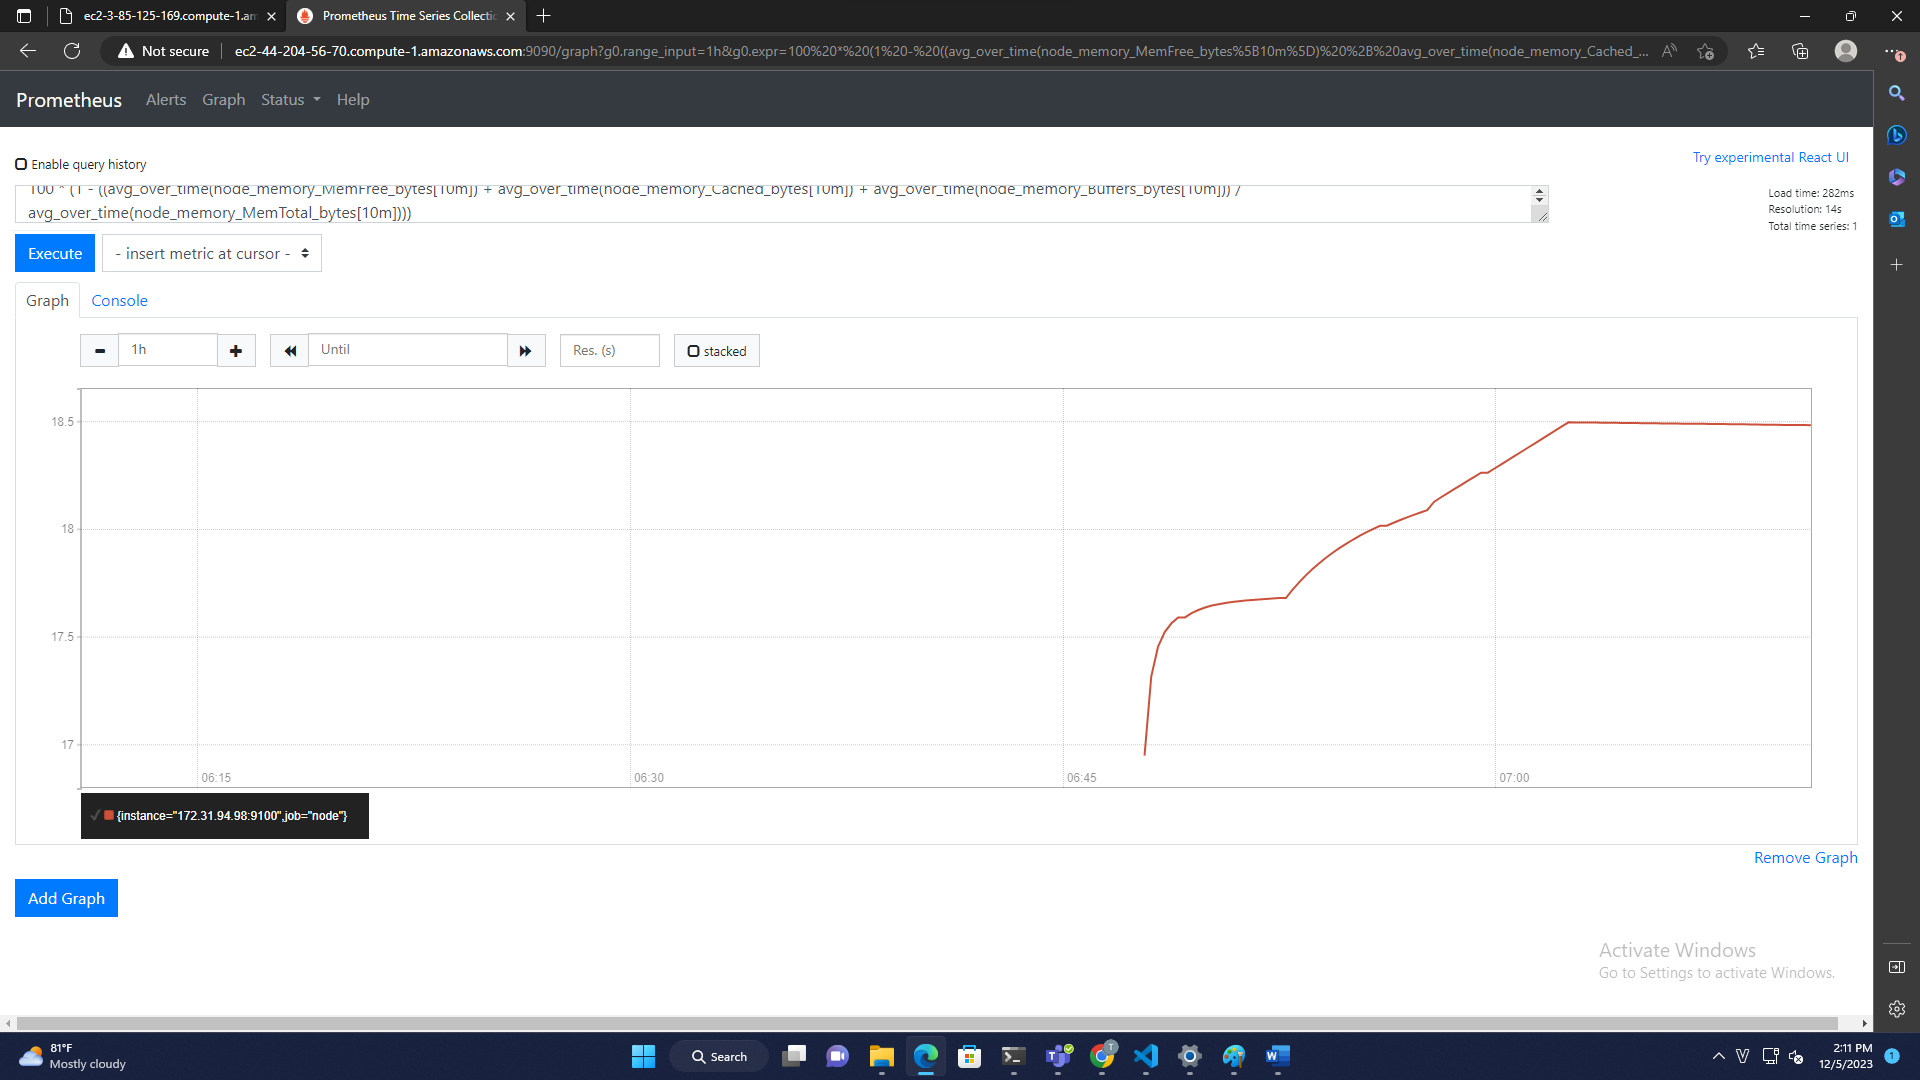 ec2-3-85-125-169.compute-1.am
Prometheus Time Series Collectio
Not secure
ec2-44-204-56-70.compute-1.amazonaws.com:9090/graph?g0.range_input=1h&g0.expr=100%20*%20(1%20-%20((avg_over_time(node_memory_MemFree_bytes%5B10m%5D)%20%2B%20avg_over_time(node_memory_Cached_...
Prometheus Alerts Graph Status Help
Enable query history
Try experimental React UI
100 * (1 - ((avg_over_time(node_memory_MemFree_bytes[10m]) + avg_over_time(node_memory_Cached_bytes[10m]) + avg_over_time(node_memory_Buffers_bytes[10m])) /
avg_over_time(node_memory_MemTotal_bytes[10m])))
Load time: 282ms
Resolution: 14s
Total time series: 1
Execute
- insert metric at cursor -
Graph Console
1h
Until
Res. (s)
stacked
18.5
18
17.5
17
06:15 06:30 06:45 07:00
{instance="172.31.94.98:9100",job="node"}
Remove Graph
Add Graph
Activate Windows
Go to Settings to activate Windows.
81°F
Mostly cloudy
Search
2:11 PM
12/5/2023
1